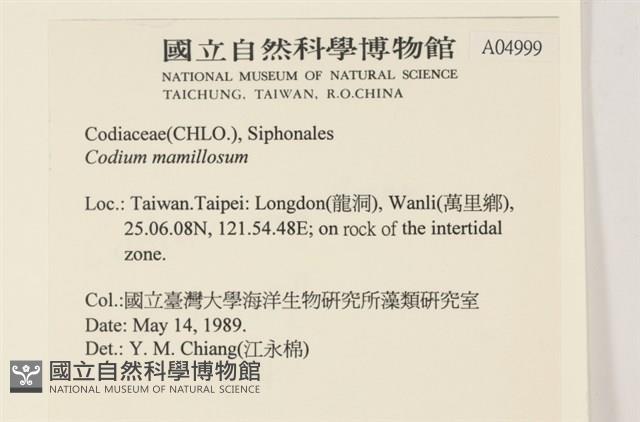 國立自然科學博物館
A04999
NATIONAL MUSEUM OF NATURAL SCIENCE
TAICHUNG, TAIWAN, R.O.CHINA
Codiaceae(CHLO.), Siphonales
Codium mamillosum
Loc.: Taiwan.Taipei: Longdon(龍洞), Wanli(萬里鄉),
25.06.08N, 121.54.48E; on rock of the intertidal
zone.
Col.:國立臺灣大學海洋生物研究所藻類研究室
Date: May 14, 1989.
Det.: Y. M. Chiang(江永棉)
國立自然科學博物館
NATIONAL MUSEUM OF NATURAL SCIENCE